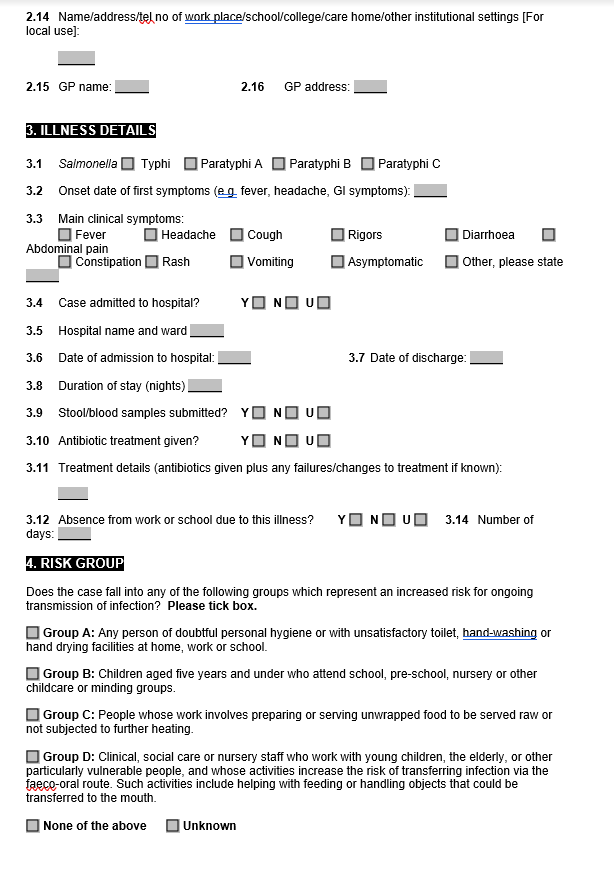 2.14 Name/address/tel no of work place/school/college/care home/other institutional settings [For
local use]:
2.15 GP name: 2.16 GP address:
3. ILLNESS DETAILS
3.1 Salmonella Typhi Paratyphi A Paratyphi B Paratyphi C
3.2 Onset date of first symptoms (e.g. fever, headache, GI symptoms):
3.3 Main clinical symptoms:
Fever Headache Cough Rigors Diarrhoea
Abdominal pain
Constipation Rash Vomiting Asymptomatic Other, please state
3.4 Case admitted to hospital? Y N U
3.5 Hospital name and ward
3.6 Date of admission to hospital: 3.7 Date of discharge:
3.8 Duration of stay (nights)
3.9 Stool/blood samples submitted? Y N U
3.10 Antibiotic treatment given? Y N U
3.11 Treatment details (antibiotics given plus any failures/changes to treatment if known):
3.12 Absence from work or school due to this illness? Y N U 3.14 Number of
days:
4. RISK GROUP
Does the case fall into any of the following groups which represent an increased risk for ongoing
transmission of infection? Please tick box.
Group A: Any person of doubtful personal hygiene or with unsatisfactory toilet, hand-washing or
hand drying facilities at home, work or school.
Group B: Children aged five years and under who attend school, pre-school, nursery or other
childcare or minding groups.
Group C: People whose work involves preparing or serving unwrapped food to be served raw or
not subjected to further heating.
Group D: Clinical, social care or nursery staff who work with young children, the elderly, or other
particularly vulnerable people, and whose activities increase the risk of transferring infection via the
faeco-oral route. Such activities include helping with feeding or handling objects that could be
transferred to the mouth.
None of the above Unknown